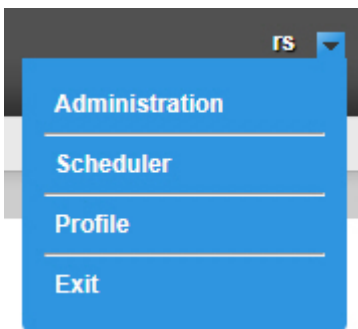 rs
Administration
Scheduler
Profile
Exit